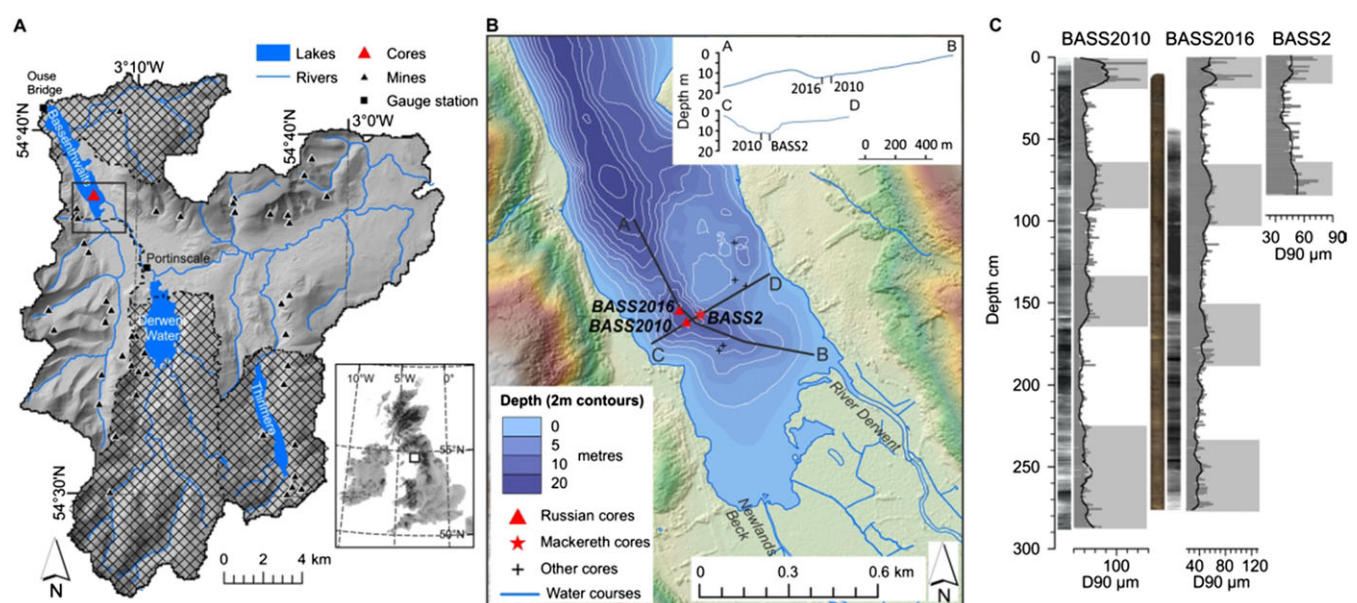 A
Lakes
Rivers
Cores
Mines
Gauge station
Ouse
Bridge
3°10
3°0'W
54°40'N
54°40'N
Bassenthwaite
Portinscale
Derwent
Water
Thirlmere
54°30'N
N
0 2 4 km
10°W 5°W 0°
55°N
50°N
B
A B
0
10
20
2016 2010
C D
0
10
20
2010 BASS2
Depth m
0 200 400 m
A
D
BASS2016
BASS2010
BASS2
C
B
River Derwent
Newlands
Beck
Depth (2m contours)
0
5
10
20
metres
Russian cores
Mackereth cores
Other cores
Water courses
0 0.3 0.6 km
N
C
BASS2010 BASS2016 BASS2
0
50
100
150
200
250
300
Depth cm
100
D90 µm
40 60 80 120
D90 µm
30 60 90
D90 µm